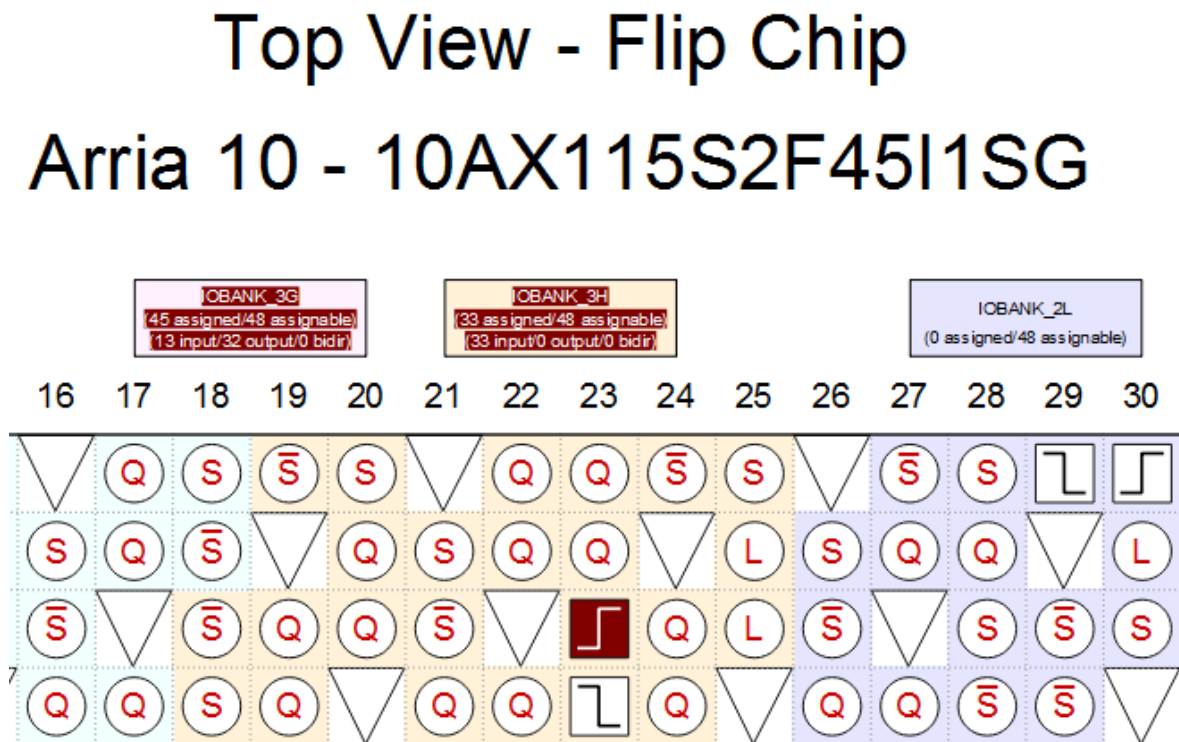 Top View - Flip Chip
Arria 10 - 10AX115S2F45I1SG
IOBANK_3G
(45 assigned/48 assignable)
(13 input/32 output/0 bidir)
IOBANK_3H
(33 assigned/48 assignable)
(33 input/0 output/0 bidir)
IOBANK_2L
(0 assigned/48 assignable)
16 17 18 19 20 21 22 23 24 25 26 27 28 29 30
Q S S̅ S Q Q S̅ S S̅ S
S Q S̅ Q S Q Q L S Q Q L
S̅ S̅ Q Q S̅ Q L S̅ S S̅ S
Q Q S Q Q Q Q Q Q S̅ S̅